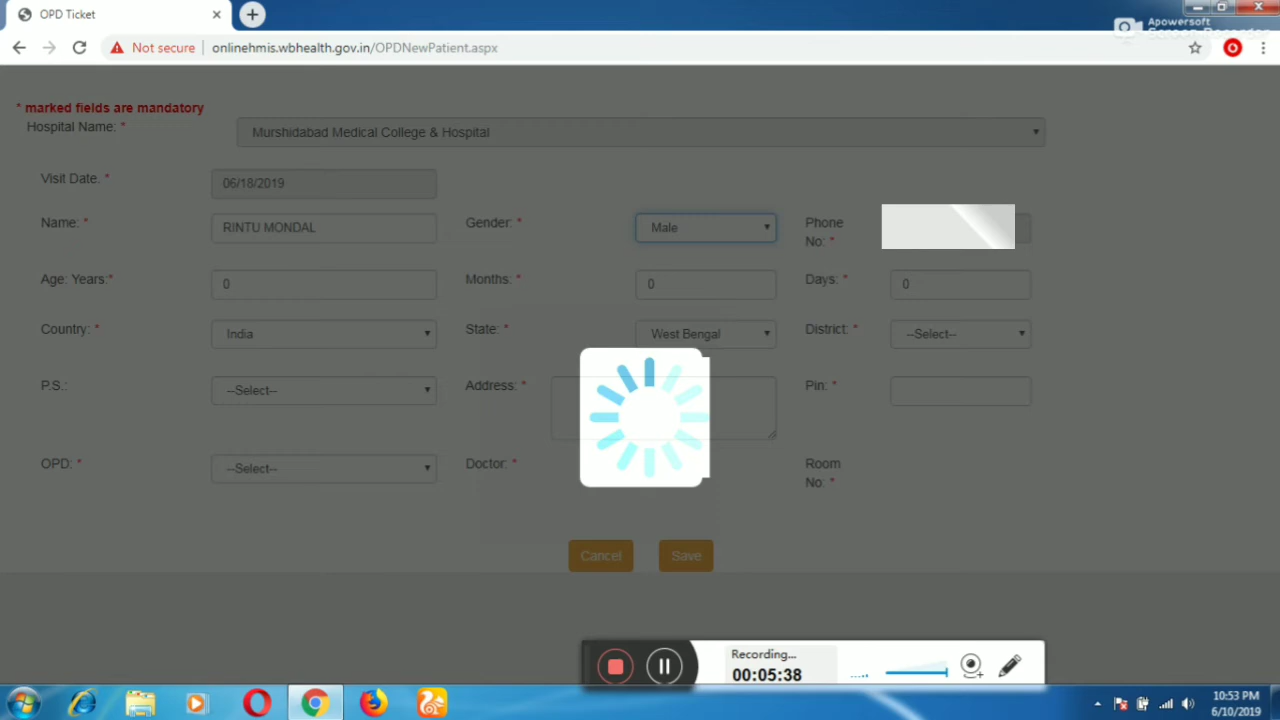 OPD Ticket
Apowersoft
Screen Recorder
Not secure onlinehmis.wbhealth.gov.in/OPDNewPatient.aspx
* marked fields are mandatory
Hospital Name: * Murshidabad Medical College & Hospital
Visit Date. * 06/18/2019
Name: * RINTU MONDAL Gender: * Male Phone No: *
Age: Years:* 0 Months: * 0 Days: * 0
Country: * India State: * West Bengal District: * --Select--
P.S.: --Select-- Address: * Pin: *
OPD: * --Select-- Doctor: * Room No: *
Cancel Save
Recording...
00:05:38
10:53 PM
6/10/2019